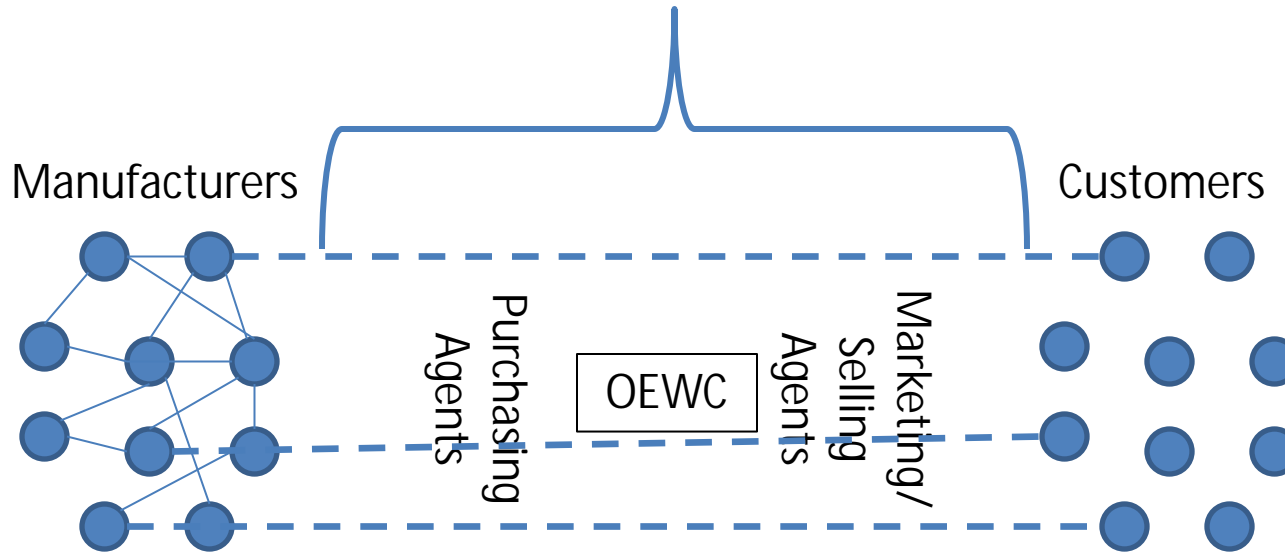 Manufacturers
Customers
Purchasing
Agents
OEWC
Marketing/
Selling
Agents